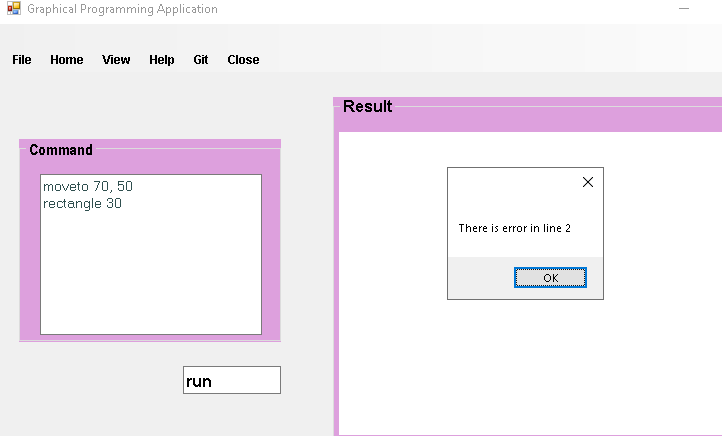 Graphical Programming Application
File Home View Help Git Close
Result
Command
moveto 70, 50
rectangle 30
There is error in line 2
OK
run